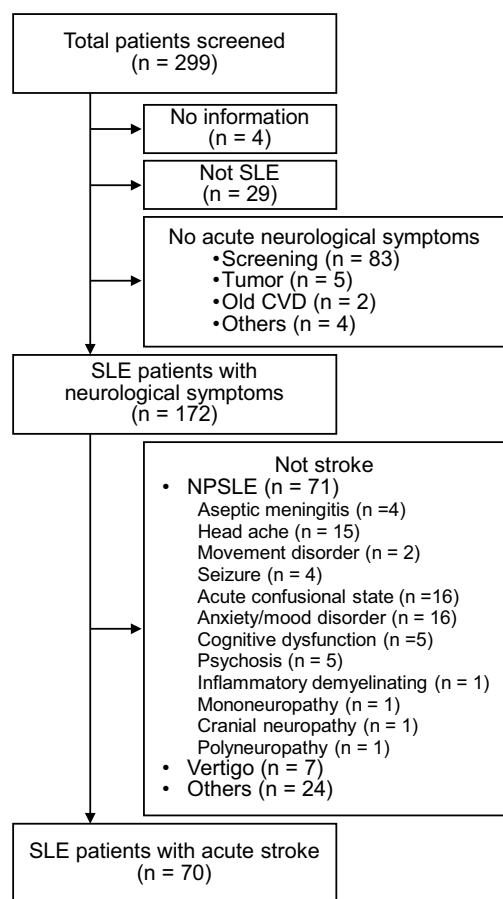 Total patients screened
(n = 299)
No information
(n = 4)
Not SLE
(n = 29)
No acute neurological symptoms
•Screening (n = 83)
•Tumor (n = 5)
•Old CVD (n = 2)
•Others (n = 4)
SLE patients with
neurological symptoms
(n = 172)
Not stroke
• NPSLE (n = 71)
Aseptic meningitis (n =4)
Head ache (n = 15)
Movement disorder (n = 2)
Seizure (n = 4)
Acute confusional state (n =16)
Anxiety/mood disorder (n = 16)
Cognitive dysfunction (n =5)
Psychosis (n = 5)
Inflammatory demyelinating (n = 1)
Mononeuropathy (n = 1)
Cranial neuropathy (n = 1)
Polyneuropathy (n = 1)
• Vertigo (n = 7)
• Others (n = 24)
SLE patients with acute stroke
(n = 70)